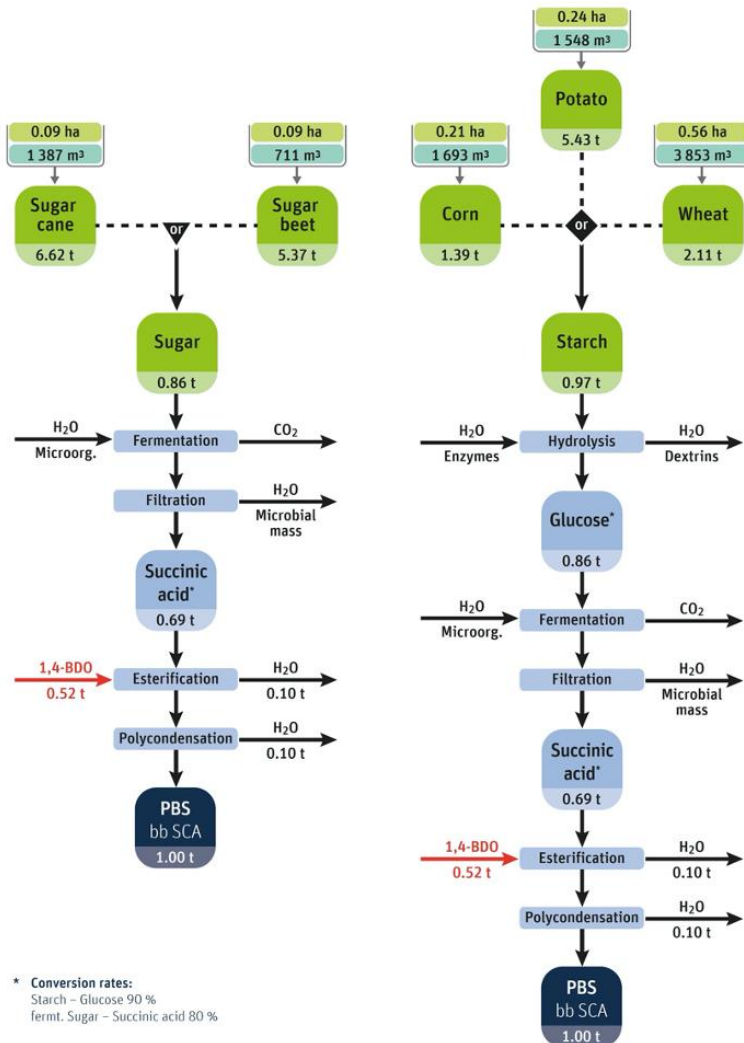 0.09 ha
1 387 m³
Sugar
cane
6.62 t
or
0.09 ha
711 m³
Sugar
beet
5.37 t
Sugar
0.86 t
H₂O
Microorg.
Fermentation
CO₂
Filtration
H₂O
Microbial
mass
Succinic
acid*
0.69 t
1,4-BDO
0.52 t
Esterification
H₂O
0.10 t
Polycondensation
H₂O
0.10 t
PBS
bb SCA
1.00 t
0.24 ha
1 548 m³
Potato
5.43 t
0.21 ha
1 693 m³
Corn
1.39 t
or
0.56 ha
3 853 m³
Wheat
2.11 t
Starch
0.97 t
H₂O
Enzymes
Hydrolysis
H₂O
Dextrins
Glucose*
0.86 t
H₂O
Microorg.
Fermentation
CO₂
Filtration
H₂O
Microbial
mass
Succinic
acid*
0.69 t
1,4-BDO
0.52 t
Esterification
H₂O
0.10 t
Polycondensation
H₂O
0.10 t
PBS
bb SCA
1.00 t
* Conversion rates:
Starch – Glucose 90 %
fermt. Sugar – Succinic acid 80 %